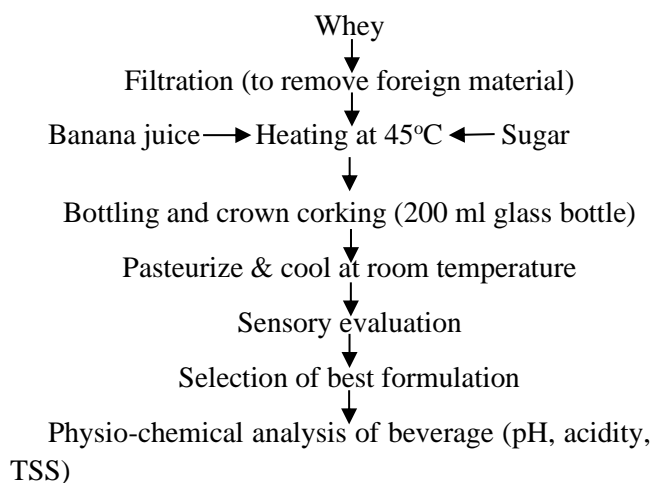 Whey
Filtration (to remove foreign material)
Banana juice Heating at 45°C Sugar
Bottling and crown corking (200 ml glass bottle)
Pasteurize & cool at room temperature
Sensory evaluation
Selection of best formulation
Physio-chemical analysis of beverage (pH, acidity,
TSS)